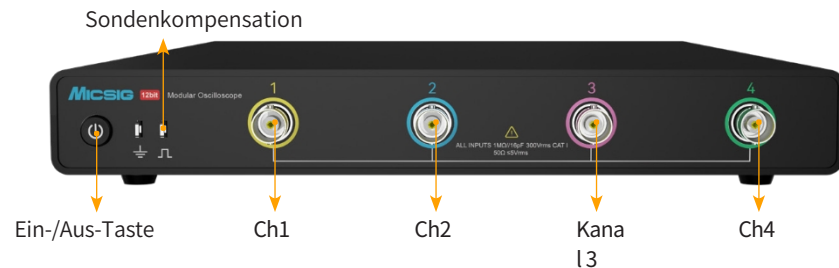 Sondenkompensation
MICSIG 12bit Modular Oscilloscope
1 2 3 4
ALL INPUTS 1MΩ//16pF 300Vrms CAT I
50Ω ≤5Vrms
Ein-/Aus-Taste Ch1 Ch2 Kana Ch4
l 3